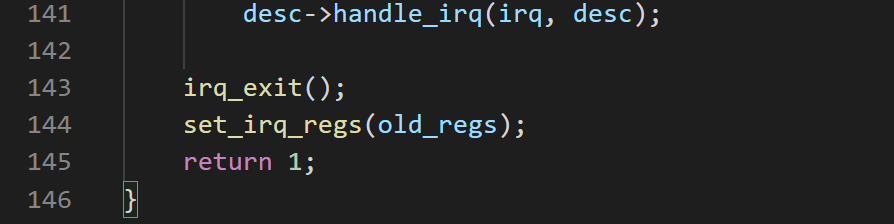 141 desc->handle_irq(irq, desc);
142
143 irq_exit();
144 set_irq_regs(old_regs);
145 return 1;
146 }